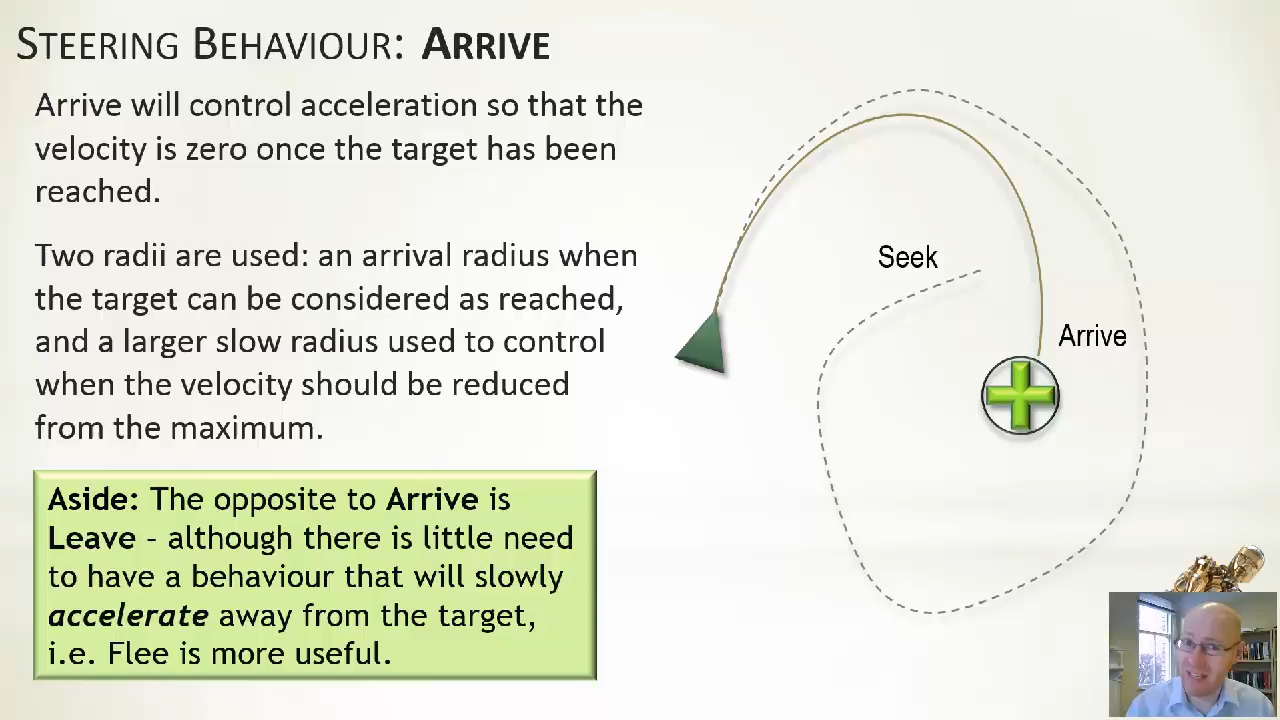 STEERING BEHAVIOUR: ARRIVE
Arrive will control acceleration so that the
velocity is zero once the target has been
reached.
Two radii are used: an arrival radius when
the target can be considered as reached,
and a larger slow radius used to control
when the velocity should be reduced
from the maximum.
Aside: The opposite to Arrive is
Leave – although there is little need
to have a behaviour that will slowly
accelerate away from the target,
i.e. Flee is more useful.
Seek
Arrive